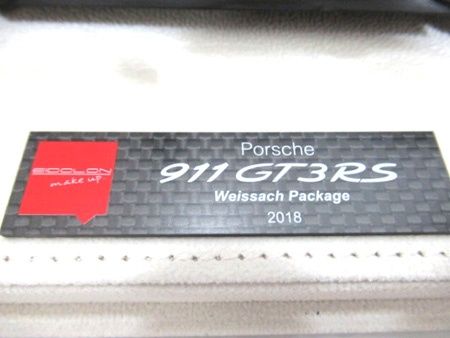 Porsche
911 GT3RS
Weissach Package
2018
EIDOLON
make up